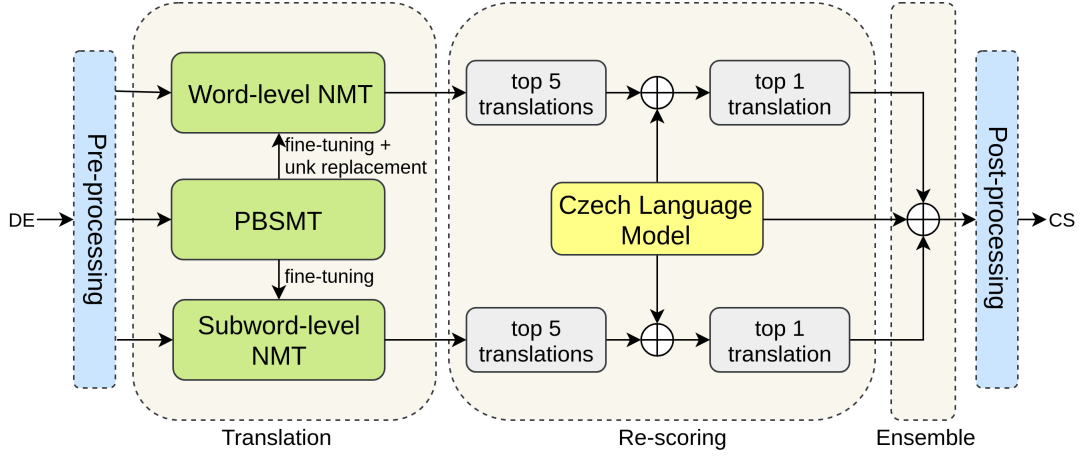 DE
Pre-processing
Word-level NMT
fine-tuning +
unk replacement
PBSMT
fine-tuning
Subword-level
NMT
Translation
top 5
translations
top 1
translation
Czech Language
Model
top 5
translations
top 1
translation
Re-scoring
Ensemble
Post-processing
CS